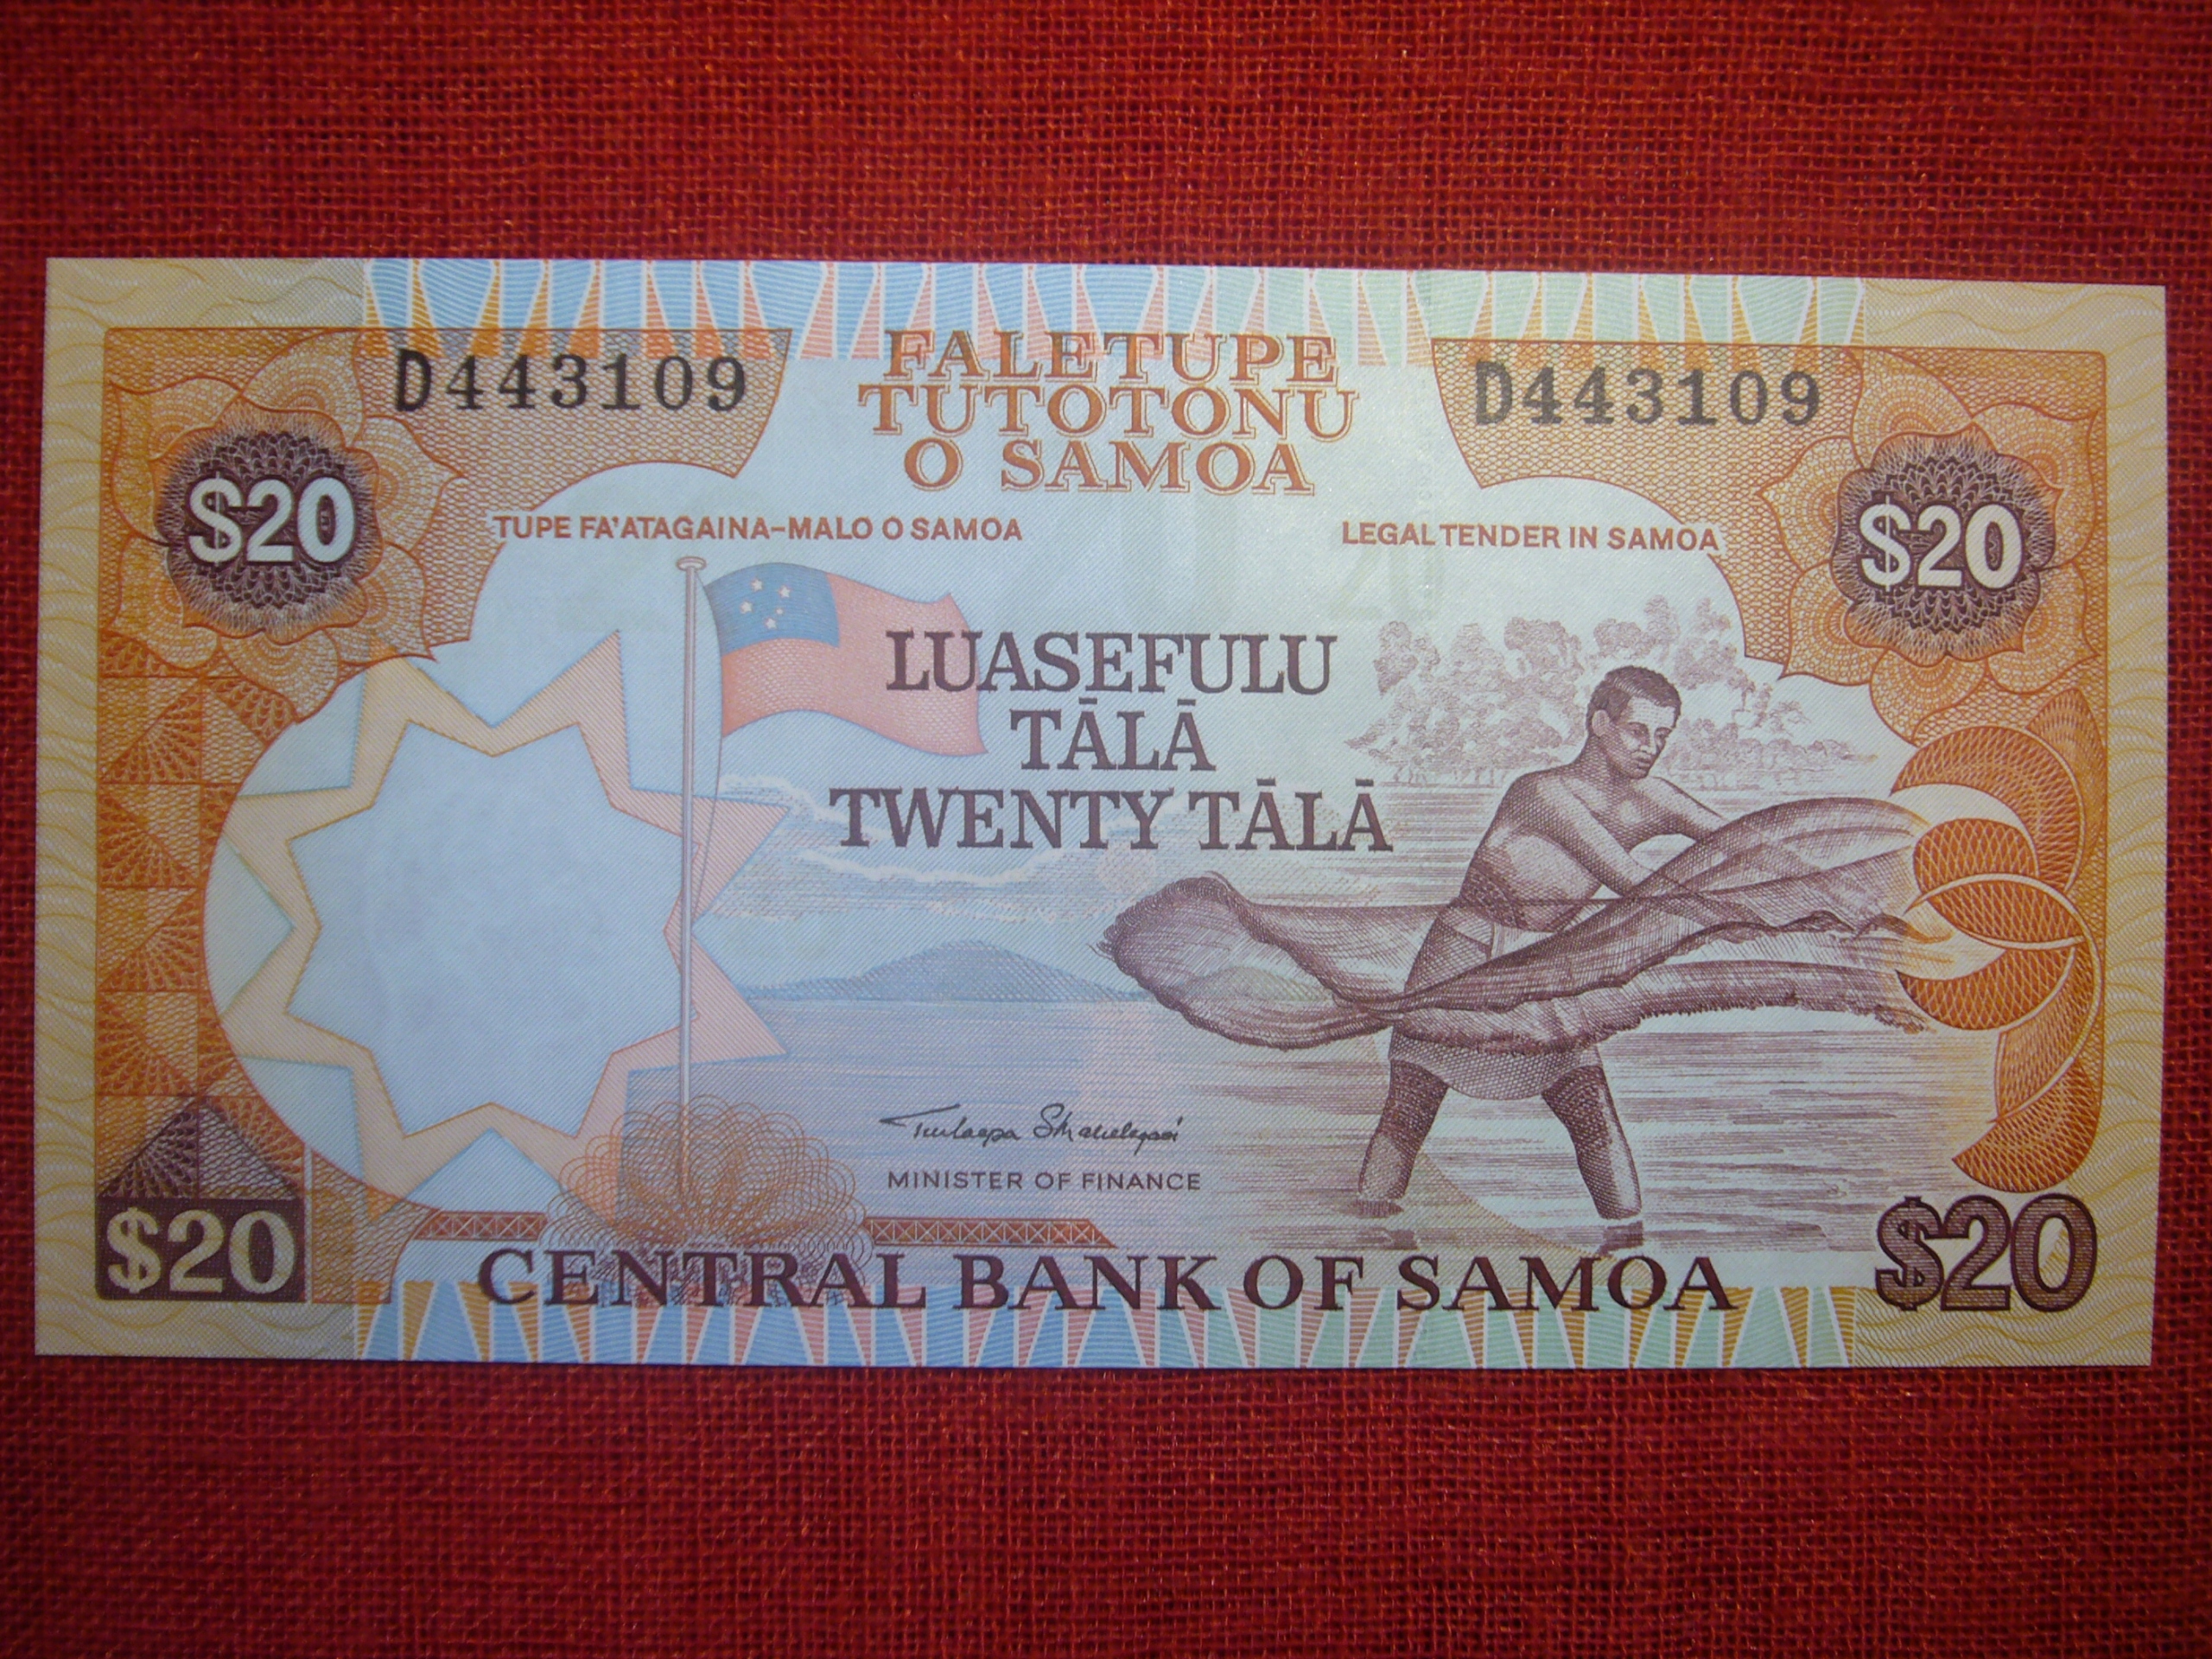 D443109
FALETUPE
TUTOTONU
O SAMOA
D443109
$20
TUPE FA'ATAGAINA-MALO O SAMOA
LEGAL TENDER IN SAMOA
$20
LUASEFULU
TĀLĀ
TWENTY TĀLĀ
MINISTER OF FINANCE
$20
CENTRAL BANK OF SAMOA
$20